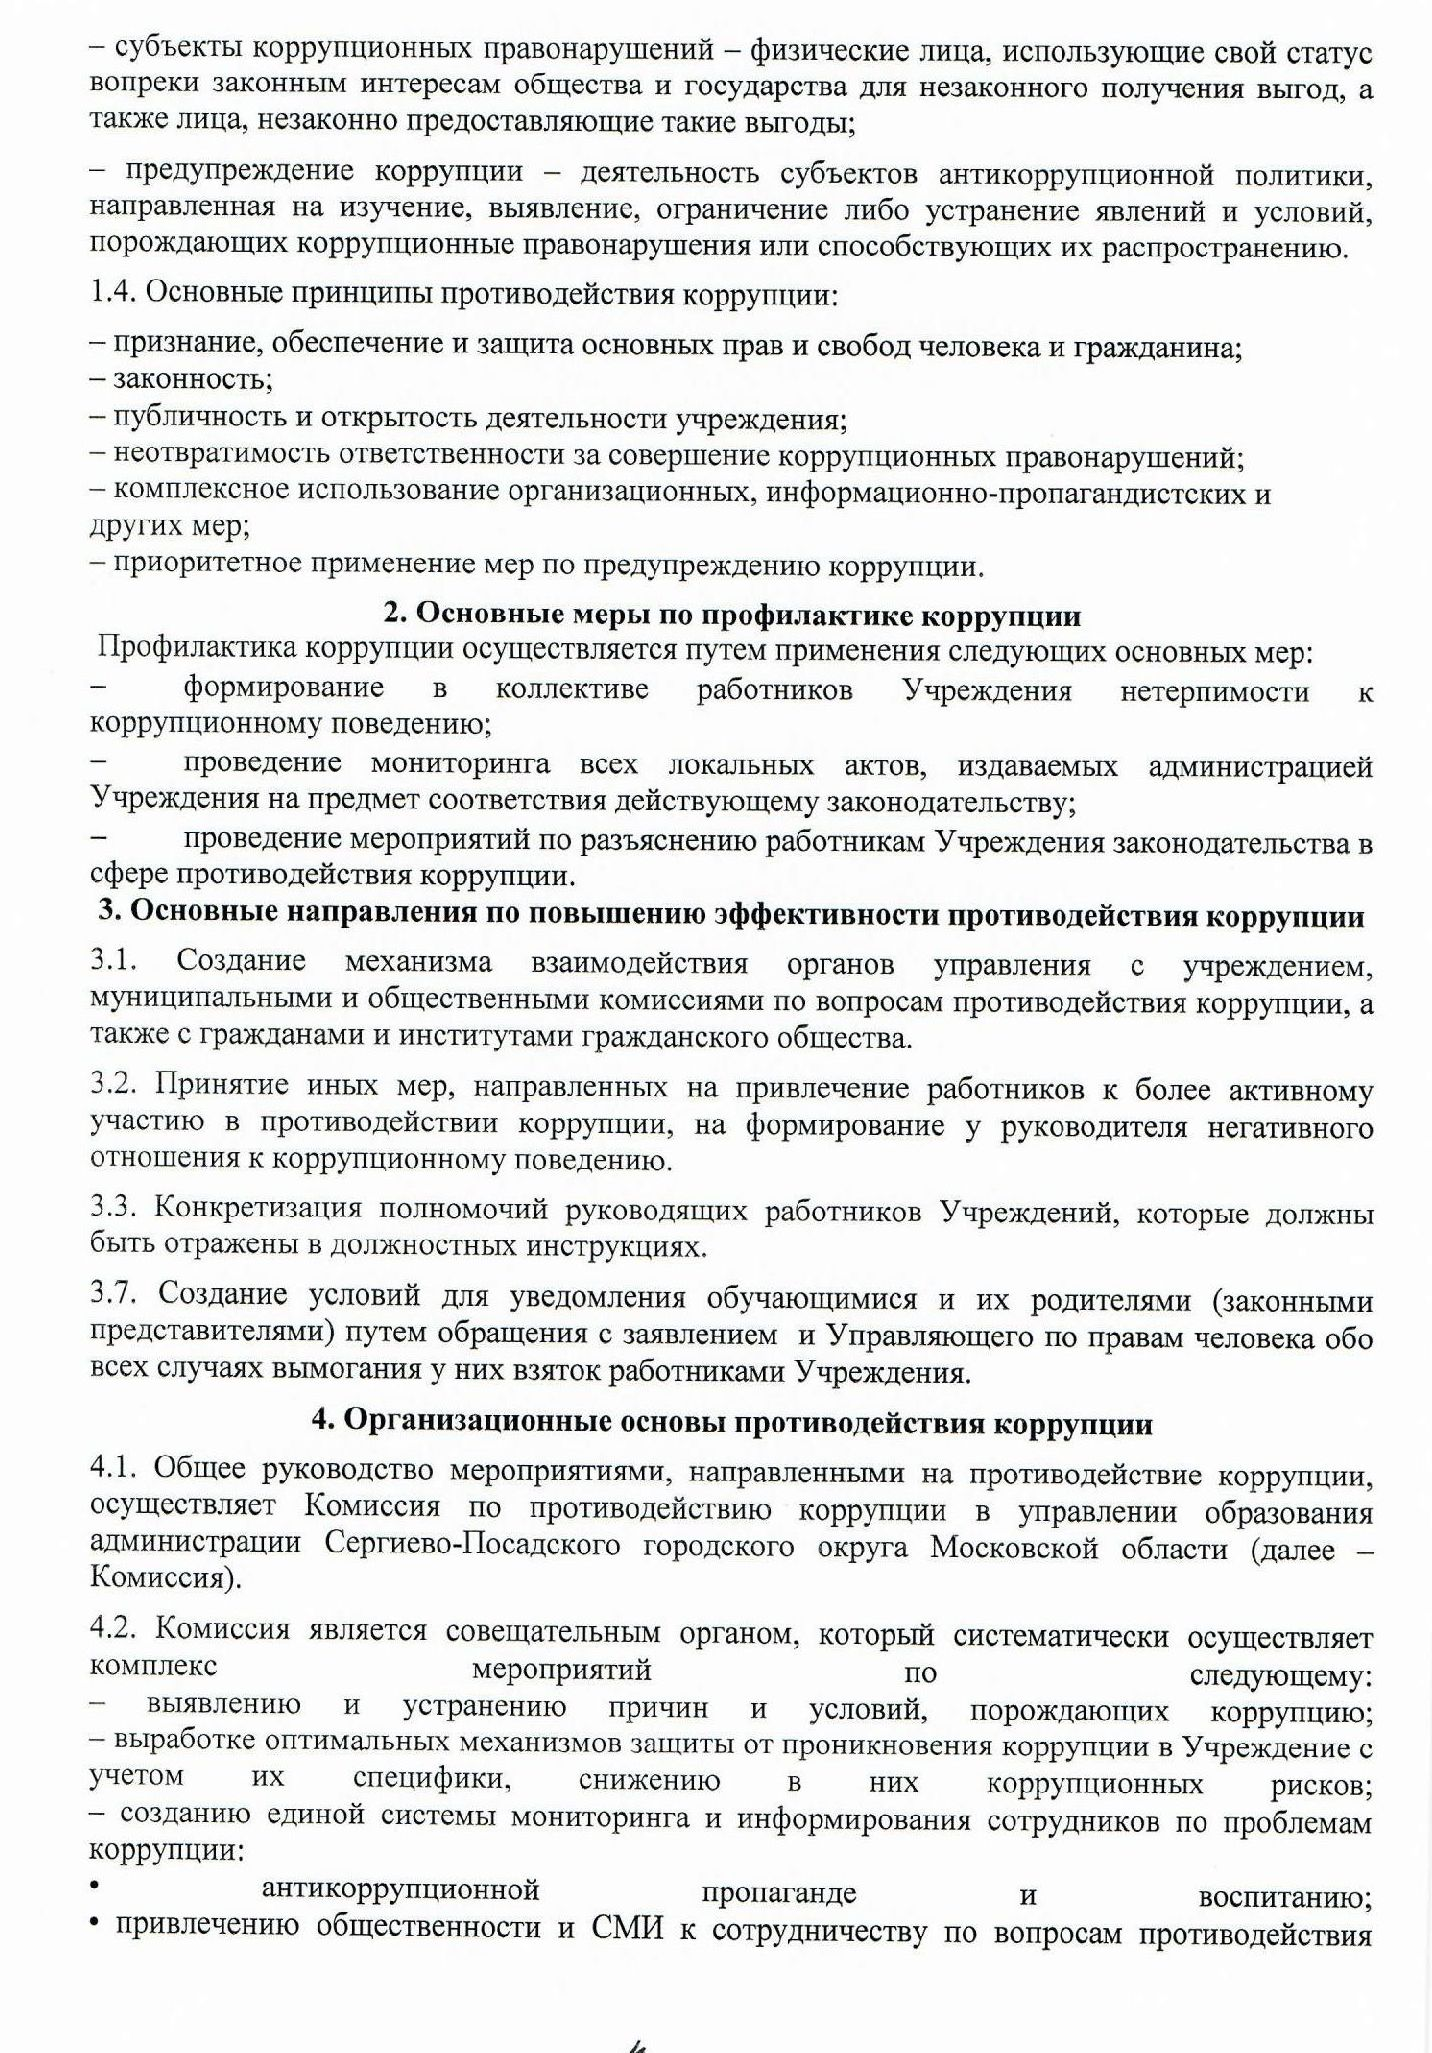 – субъекты коррупционных правонарушений – физические лица, использующие свой статус
вопреки законным интересам общества и государства для незаконного получения выгод, а
также лица, незаконно предоставляющие такие выгоды;
– предупреждение коррупции – деятельность субъектов антикоррупционной политики,
направленная на изучение, выявление, ограничение либо устранение явлений и условий,
порождающих коррупционные правонарушения или способствующих их распространению.
1.4. Основные принципы противодействия коррупции:
– признание, обеспечение и защита основных прав и свобод человека и гражданина;
– законность;
– публичность и открытость деятельности учреждения;
– неотвратимость ответственности за совершение коррупционных правонарушений;
– комплексное использование организационных, информационно-пропагандистских и
других мер;
– приоритетное применение мер по предупреждению коррупции.
2. Основные меры по профилактике коррупции
Профилактика коррупции осуществляется путем применения следующих основных мер:
– формирование в коллективе работников Учреждения нетерпимости к
коррупционному поведению;
– проведение мониторинга всех локальных актов, издаваемых администрацией
Учреждения на предмет соответствия действующему законодательству;
– проведение мероприятий по разъяснению работникам Учреждения законодательства в
сфере противодействия коррупции.
3. Основные направления по повышению эффективности противодействия коррупции
3.1. Создание механизма взаимодействия органов управления с учреждением,
муниципальными и общественными комиссиями по вопросам противодействия коррупции, а
также с гражданами и институтами гражданского общества.
3.2. Принятие иных мер, направленных на привлечение работников к более активному
участию в противодействии коррупции, на формирование у руководителя негативного
отношения к коррупционному поведению.
3.3. Конкретизация полномочий руководящих работников Учреждений, которые должны
быть отражены в должностных инструкциях.
3.7. Создание условий для уведомления обучающимися и их родителями (законными
представителями) путем обращения с заявлением и Управляющего по правам человека обо
всех случаях вымогания у них взяток работниками Учреждения.
4. Организационные основы противодействия коррупции
4.1. Общее руководство мероприятиями, направленными на противодействие коррупции,
осуществляет Комиссия по противодействию коррупции в управлении образования
администрации Сергиево-Посадского городского округа Московской области (далее –
Комиссия).
4.2. Комиссия является совещательным органом, который систематически осуществляет
комплекс мероприятий по следующему:
– выявлению и устранению причин и условий, порождающих коррупцию;
– выработке оптимальных механизмов защиты от проникновения коррупции в Учреждение с
учетом их специфики, снижению в них коррупционных рисков;
– созданию единой системы мониторинга и информирования сотрудников по проблемам
коррупции:
• антикоррупционной пропаганде и воспитанию;
• привлечению общественности и СМИ к сотрудничеству по вопросам противодействия